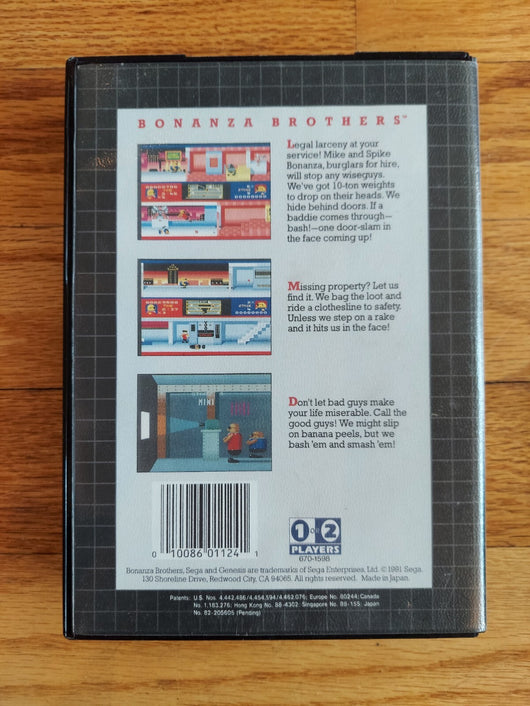 BONANZA BROTHERS™
Legal larceny at your
service! Mike and Spike
Bonanza, burglars for hire,
will stop any wiseguys.
We've got 10-ton weights
to drop on their heads. We
hide behind doors. If a
baddie comes through—
bash!—one door-slam in
the face coming up!
Missing property? Let us
find it. We bag the loot and
ride a clothesline to safety.
Unless we step on a rake
and it hits us in the face!
Don't let bad guys make
your life miserable. Call the
good guys! We might slip
on banana peels, but we
bash 'em and smash 'em!
0 10086 01124 1
1 or 2
PLAYERS
670-1598
Bonanza Brothers, Sega and Genesis are trademarks of Sega Enterprises, Ltd. © 1991 Sega.
130 Shoreline Drive, Redwood City, CA 94065. All rights reserved. Made in Japan.
Patents: U.S. Nos. 4,442,486/4,454,594/4,462,076; Europe No. 80244; Canada
No. 1,183,276; Hong Kong No. 88-4302; Singapore No. 88-155; Japan
No. 82-205605 (Pending)